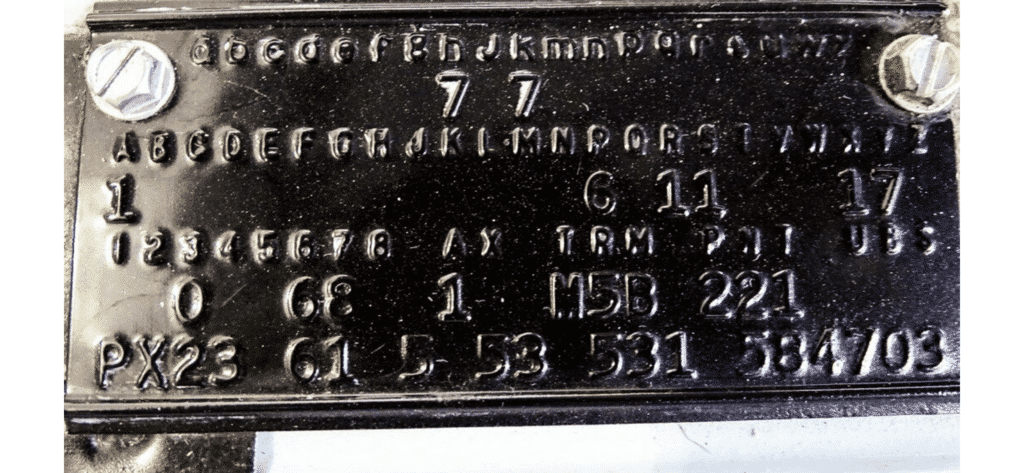 abcdefghJkmnpqrstuwz
7 7
ABCDEFGHJKLMNPQRSTVWXYZ
1 6 11 17
12345678 AX TRM PNT UBS
0 68 1 M5B 221
PX23 61 5 53 531 584703